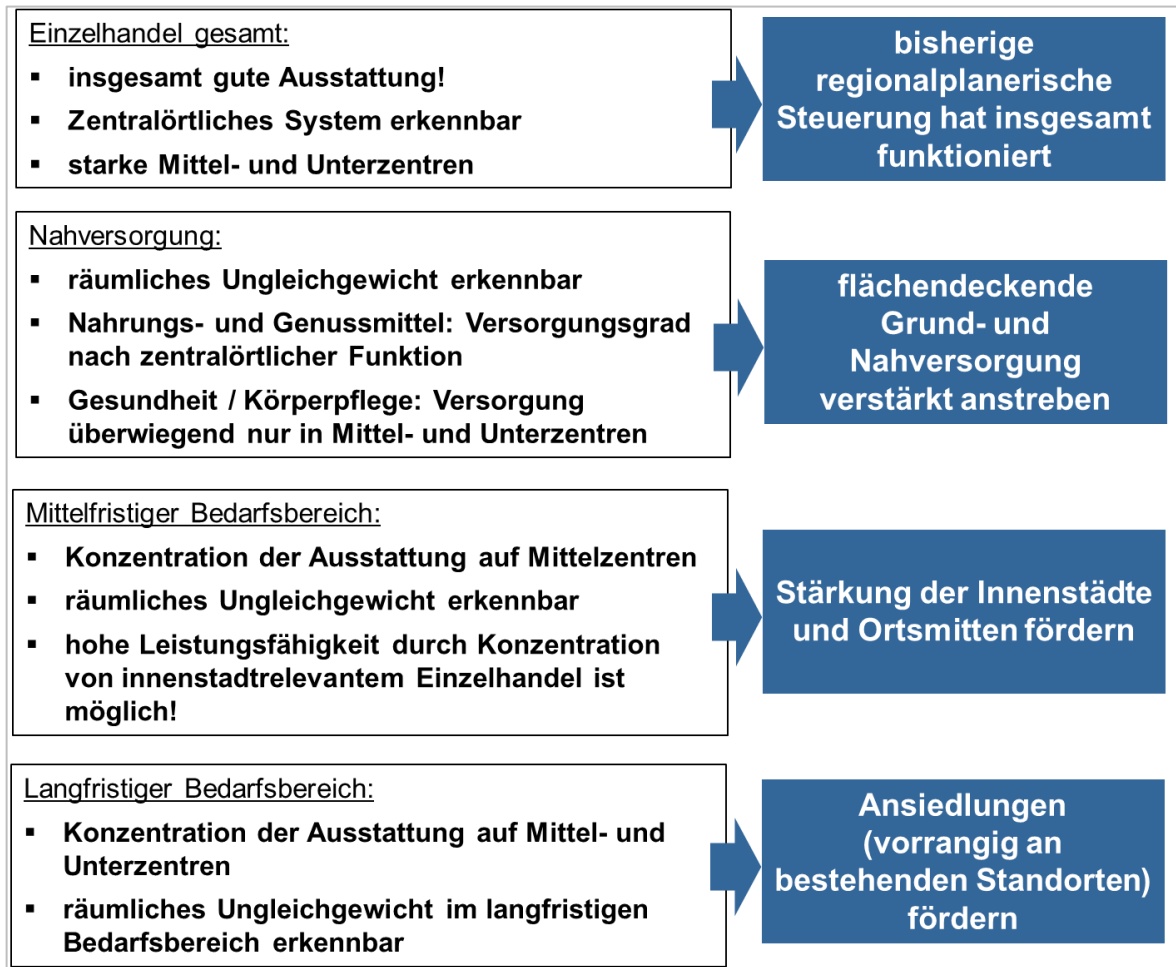 Einzelhandel gesamt:
▪ insgesamt gute Ausstattung!
▪ Zentralörtliches System erkennbar
▪ starke Mittel- und Unterzentren
bisherige
regionalplanerische
Steuerung hat insgesamt
funktioniert
Nahversorgung:
▪ räumliches Ungleichgewicht erkennbar
▪ Nahrungs- und Genussmittel: Versorgungsgrad
nach zentralörtlicher Funktion
▪ Gesundheit / Körperpflege: Versorgung
überwiegend nur in Mittel- und Unterzentren
flächendeckende
Grund- und
Nahversorgung
verstärkt anstreben
Mittelfristiger Bedarfsbereich:
▪ Konzentration der Ausstattung auf Mittelzentren
▪ räumliches Ungleichgewicht erkennbar
▪ hohe Leistungsfähigkeit durch Konzentration
von innenstadtrelevantem Einzelhandel ist
möglich!
Stärkung der Innenstädte
und Ortsmitten fördern
Langfristiger Bedarfsbereich:
▪ Konzentration der Ausstattung auf Mittel- und
Unterzentren
▪ räumliches Ungleichgewicht im langfristigen
Bedarfsbereich erkennbar
Ansiedlungen
(vorrangig an
bestehenden Standorten)
fördern